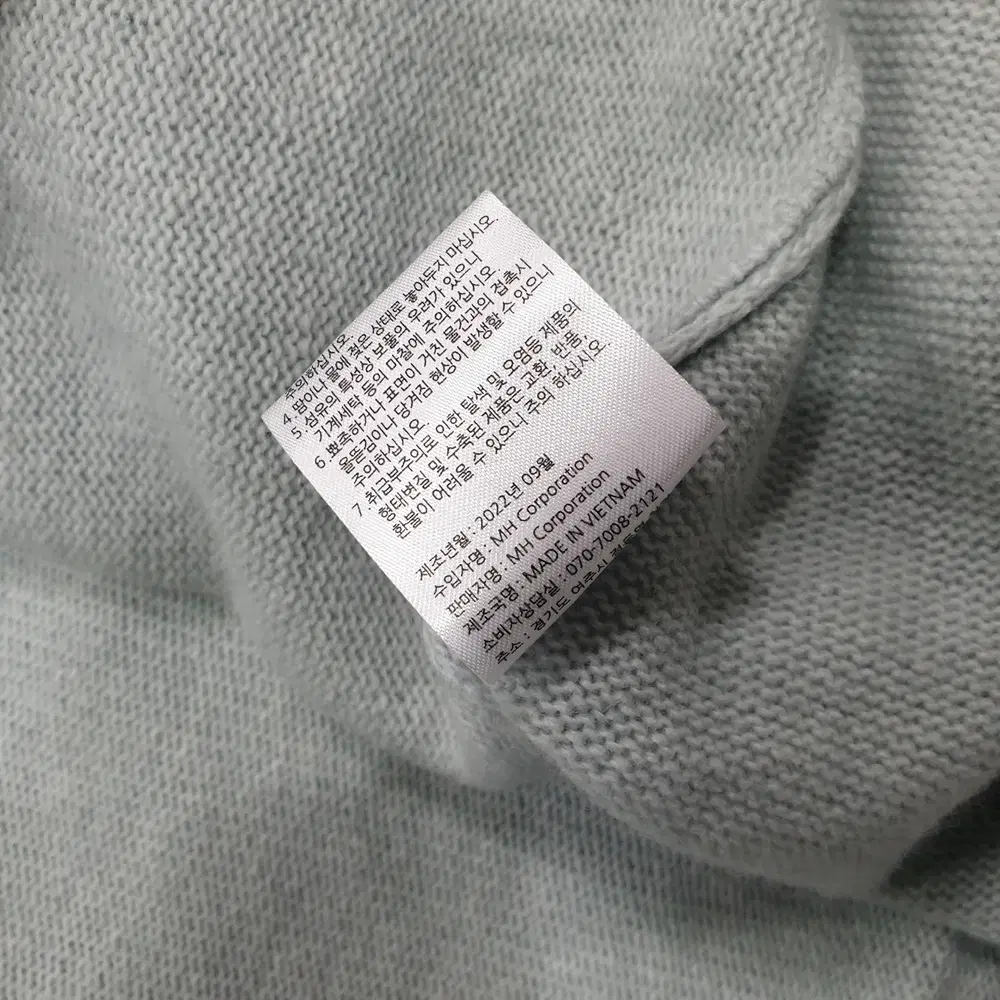 주의하십시오.
4. 땀이나 물에 젖은 상태로 놓아두지 마십시오.
5. 섬유의 특성상 보풀의 우려가 있으니
기계세탁 등의 마찰에 주의하십시오.
6. 뾰족하거나 표면이 거친 물건과의 접촉시
올뜯김이나 당겨짐 현상이 발생할 수 있으니
주의하십시오
7. 취급부주의로 인한 탈색 및 오염등 제품의
형태변질 및 수축된 제품은 교환, 반품,
환불이 어려울 수 있으니 주의 하십시오.
제조년월 : 2022년 09월
수입자명 : MH Corporation
판매자명 : MH Corporation
제조국명 : MADE IN VIETNAM
소비자상담실 : 070-7008-2121
주소 : 경기도 여주시